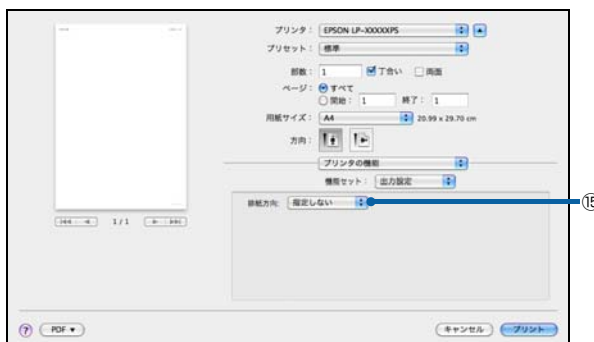 プリンタ： EPSON LP-XXXXXPS
プリセット： 標準
部数： 1 丁合い 両面
ページ： すべて
開始： 1 終了： 1
用紙サイズ： A4 20.99 x 29.70 cm
方向：
プリンタの機能
機能セット： 出力設定
排紙方向: 指定しない
⑮
1 / 1
? PDF ▼ キャンセル プリント